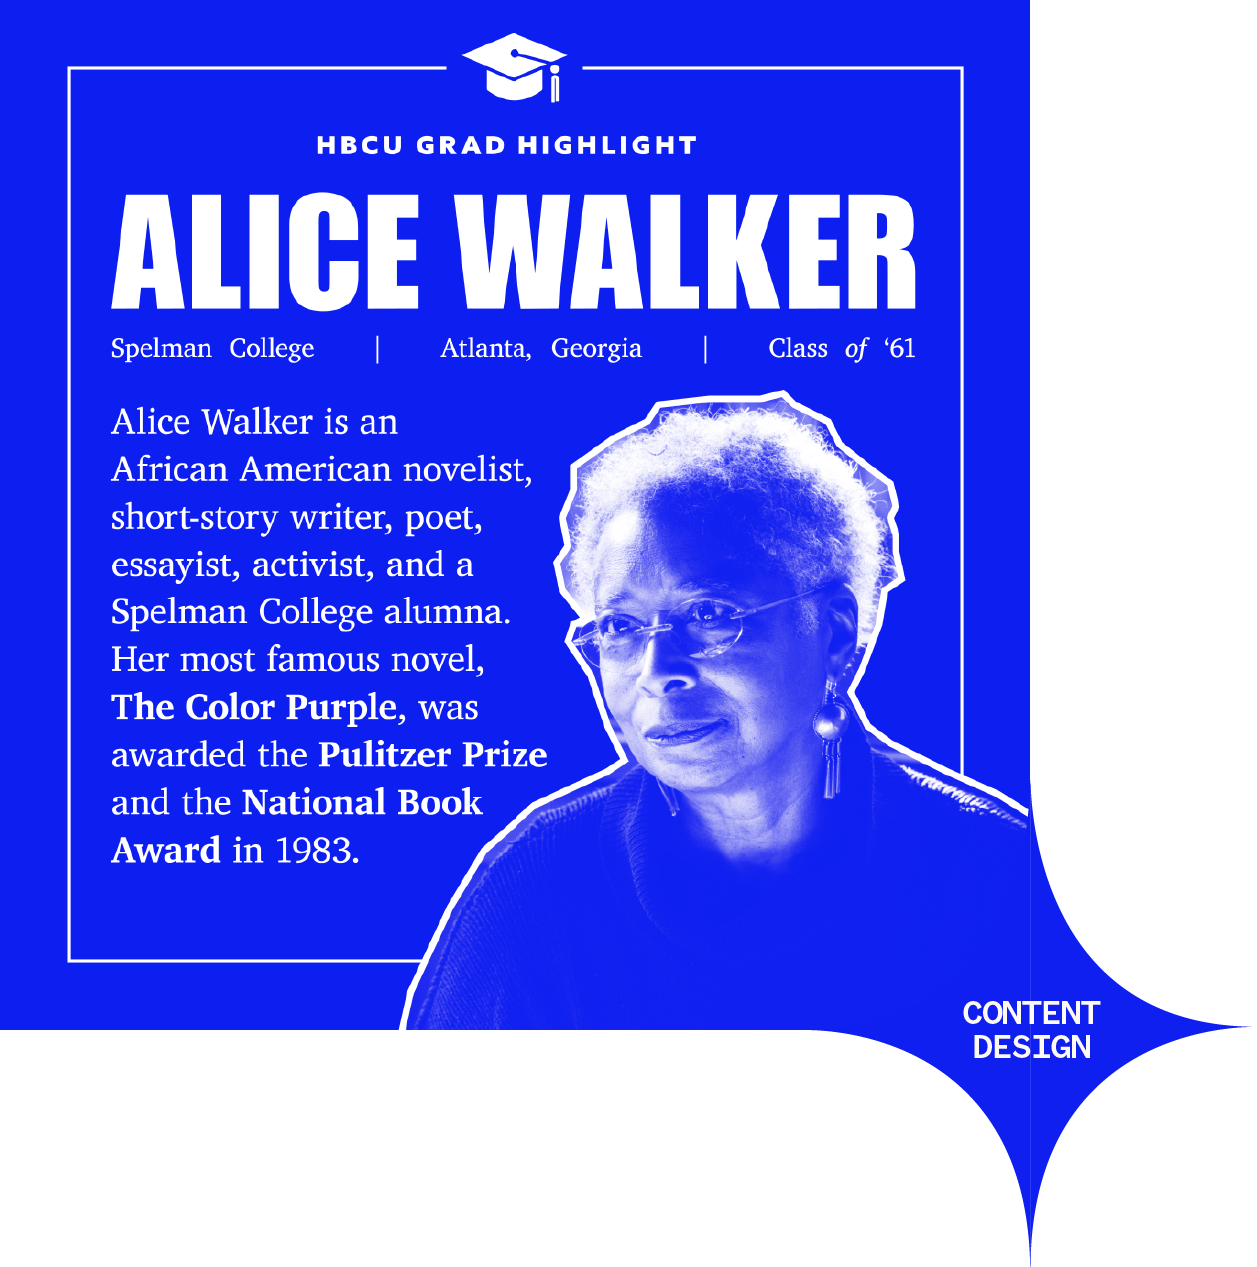 HBCU GRAD HIGHLIGHT
ALICE WALKER
Spelman College | Atlanta, Georgia | Class of ‘61
Alice Walker is an
African American novelist,
short-story writer, poet,
essayist, activist, and a
Spelman College alumna.
Her most famous novel,
The Color Purple, was
awarded the Pulitzer Prize
and the National Book
Award in 1983.
CONTENT
DESIGN